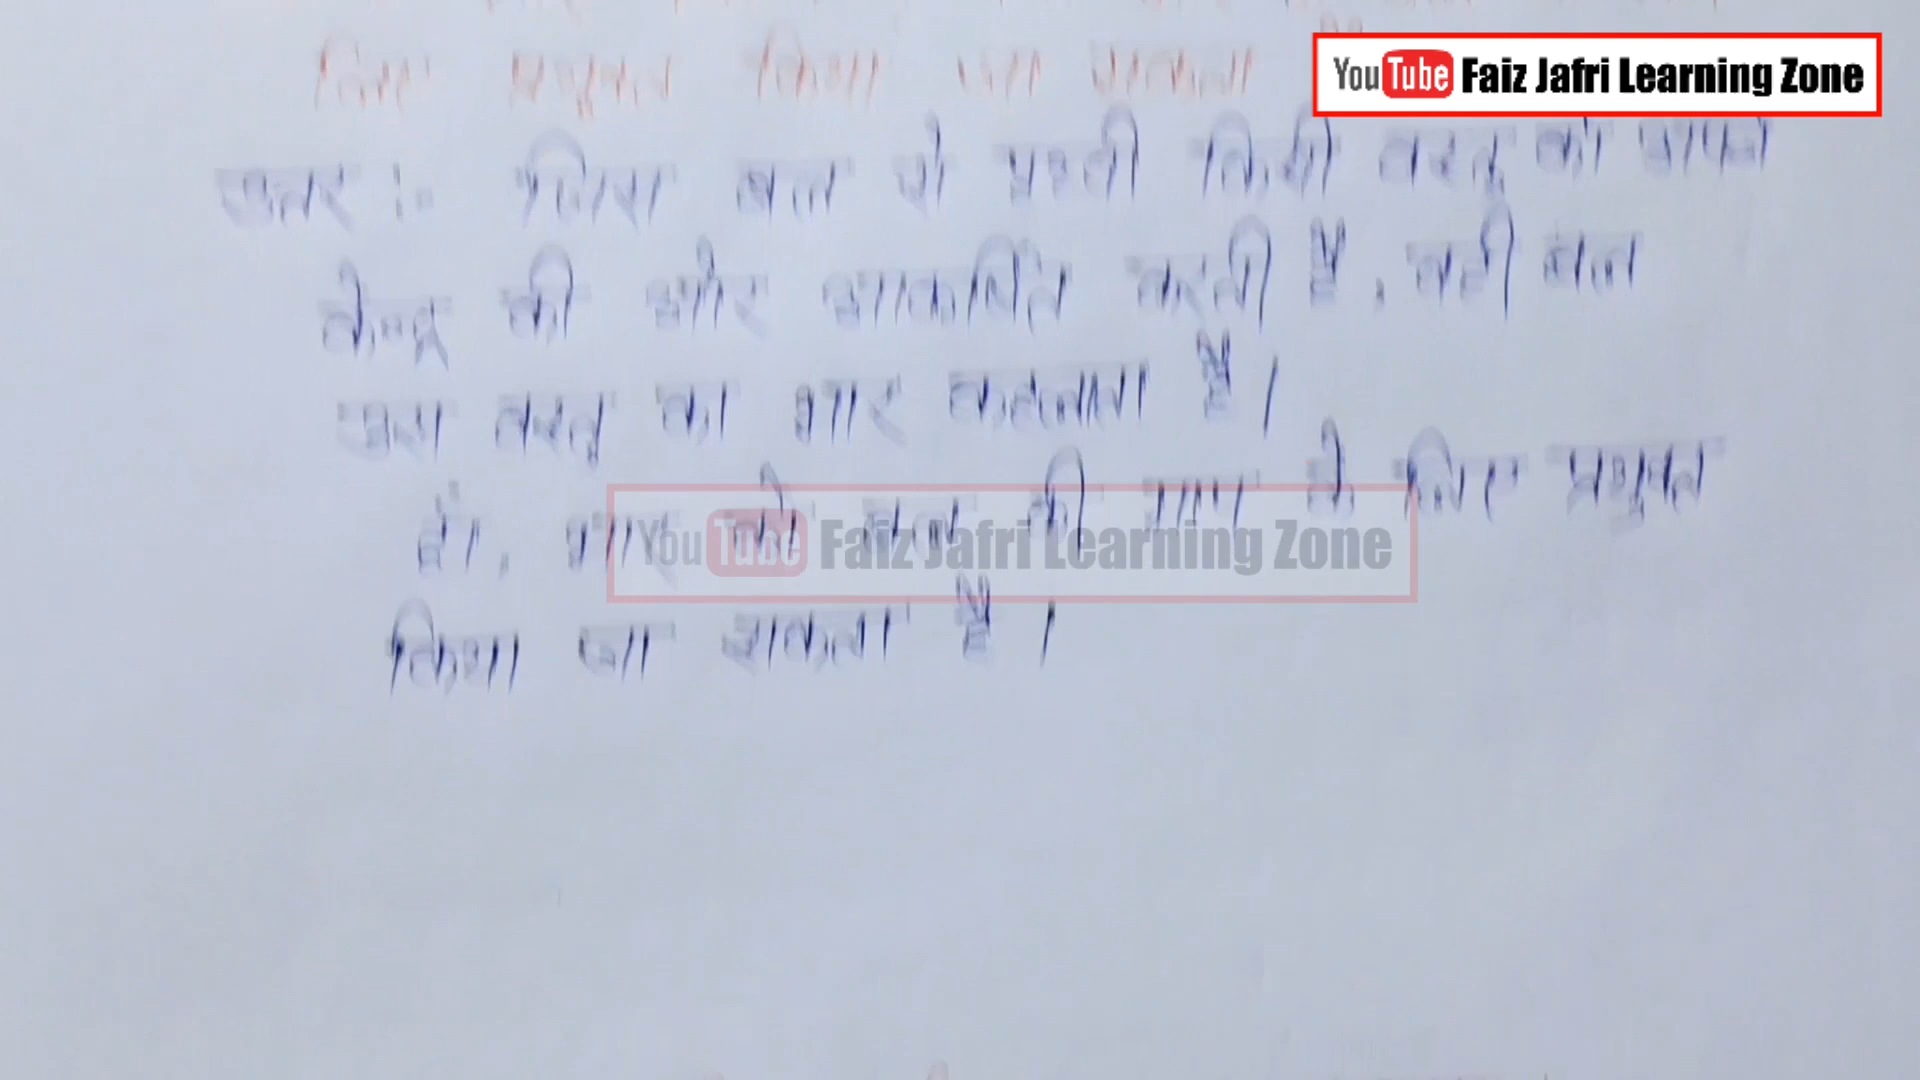 लिए प्रयुक्त किया जा सकता
YouTube Faiz Jafri Learning Zone
उत्तर :- जिस बल से पृथ्वी किसी वस्तु को अपने
केन्द्र की ओर आकर्षित करती हैं, वही बल
उस वस्तु का भार कहलाता हैं।
हाँ, भार को बल की माप के लिए प्रयुक्त
YouTube Faiz Jafri Learning Zone
किया जा सकता हैं।